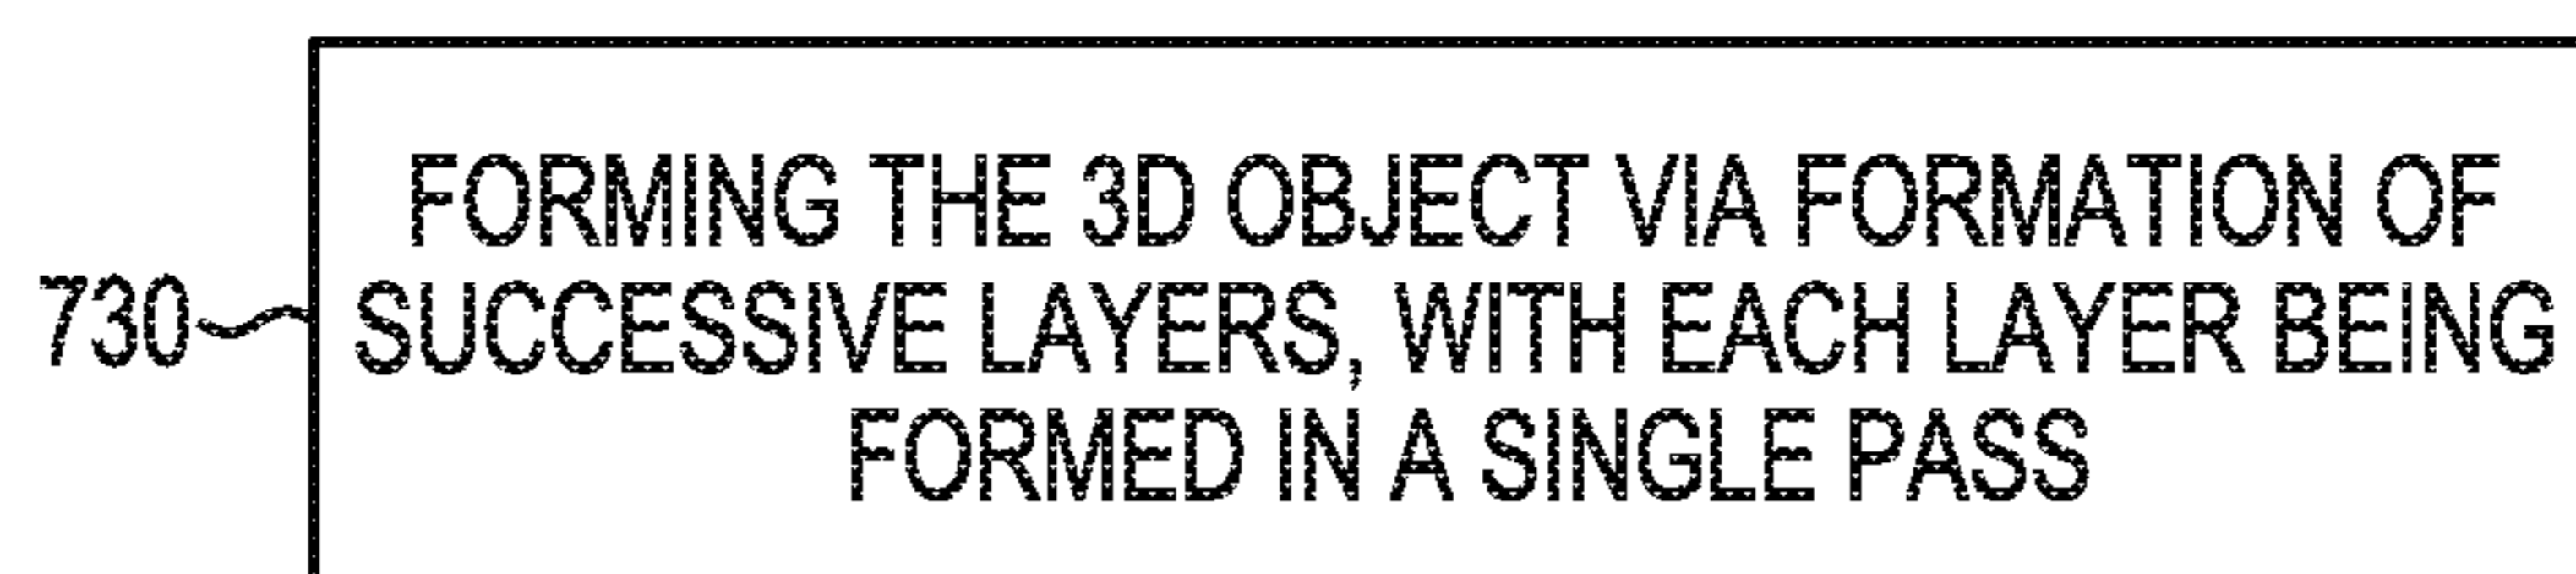 FORMING THE 3D OBJECT VIA FORMATION OF
730 SUCCESSIVE LAYERS, WITH EACH LAYER BEING
FORMED IN A SINGLE PASS